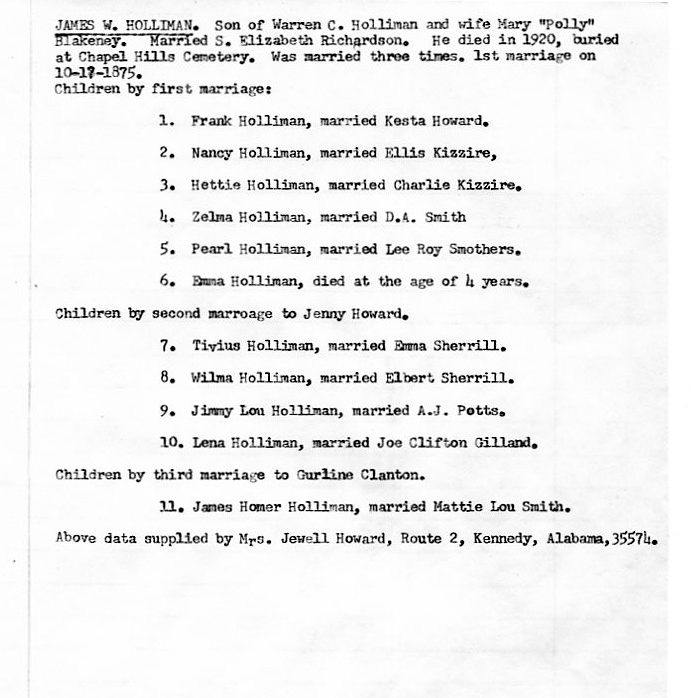 JAMES W. HOLLIMAN. Son of Warren C. Holliman and wife Mary "Polly"
Blakeney. Married S. Elizabeth Richardson. He died in 1920, buried
at Chapel Hills Cemetery. Was married three times. 1st marriage on
10-1?-1875.
Children by first marriage:
1. Frank Holliman, married Kesta Howard.
2. Nancy Holliman, married Ellis Kizzire,
3. Hettie Holliman, married Charlie Kizzire.
4. Zelma Holliman, married D.A. Smith
5. Pearl Holliman, married Lee Roy Smothers.
6. Emma Holliman, died at the age of 4 years.
Children by second marroage to Jenny Howard.
7. Tivius Holliman, married Emma Sherrill.
8. Wilma Holliman, married Elbert Sherrill.
9. Jimmy Lou Holliman, married A.J. Potts.
10. Lena Holliman, married Joe Clifton Gilland.
Children by third marriage to Gurline Clanton.
11. James Homer Holliman, married Mattie Lou Smith.
Above data supplied by Mrs. Jewell Howard, Route 2, Kennedy, Alabama,35574.